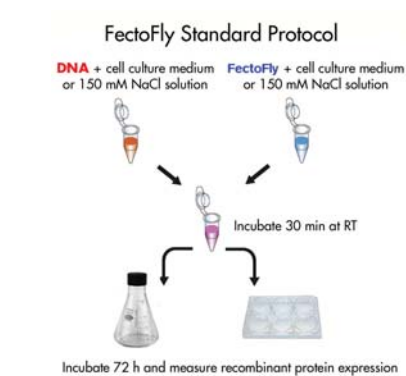 FectoFly Standard Protocol
DNA + cell culture medium
or 150 mM NaCl solution
FectoFly + cell culture medium
or 150 mM NaCl solution
Incubate 30 min at RT
Incubate 72 h and measure recombinant protein expression